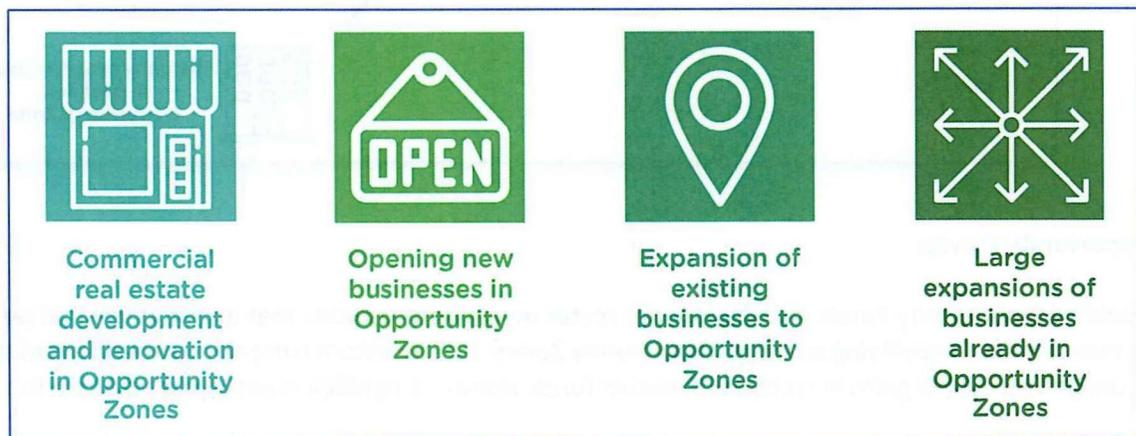 OPEN
Commercial
real estate
development
and renovation
in Opportunity
Zones
Opening new
businesses in
Opportunity
Zones
Expansion of
existing
businesses to
Opportunity
Zones
Large
expansions of
businesses
already in
Opportunity
Zones